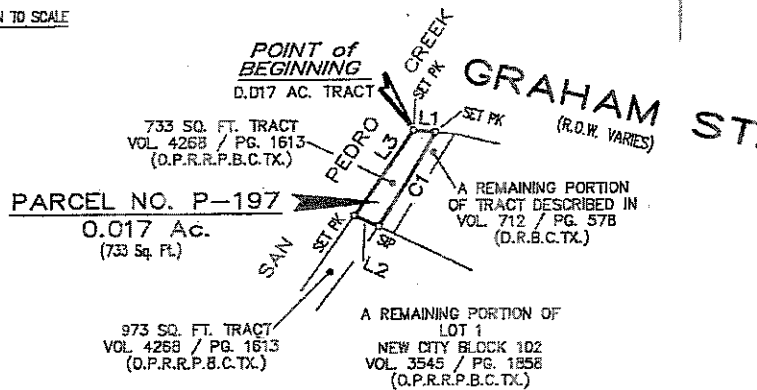 N TO SCALE
POINT of
BEGINNING
0.017 AC. TRACT
SAN PEDRO CREEK
SET PK
L1
SET PK
GRAHAM ST.
(R.O.W. VARIES)
733 SQ. FT. TRACT
VOL 4268 / PG. 1613
(O.P.R.R.P.B.C.TX.)
L3
C1
PARCEL NO. P-197
0.017 Ac.
(733 Sq. Ft.)
A REMAINING PORTION
OF TRACT DESCRIBED IN
VOL. 712 / PG. 578
(D.R.B.C.TX.)
SET PK
L2
973 SQ. FT. TRACT
VOL 4268 / PG. 1613
(O.P.R.R.P.B.C.TX.)
A REMAINING PORTION OF
LOT 1
NEW CITY BLOCK 102
VOL. 3545 / PG. 1858
(O.P.R.R.P.B.C.TX.)